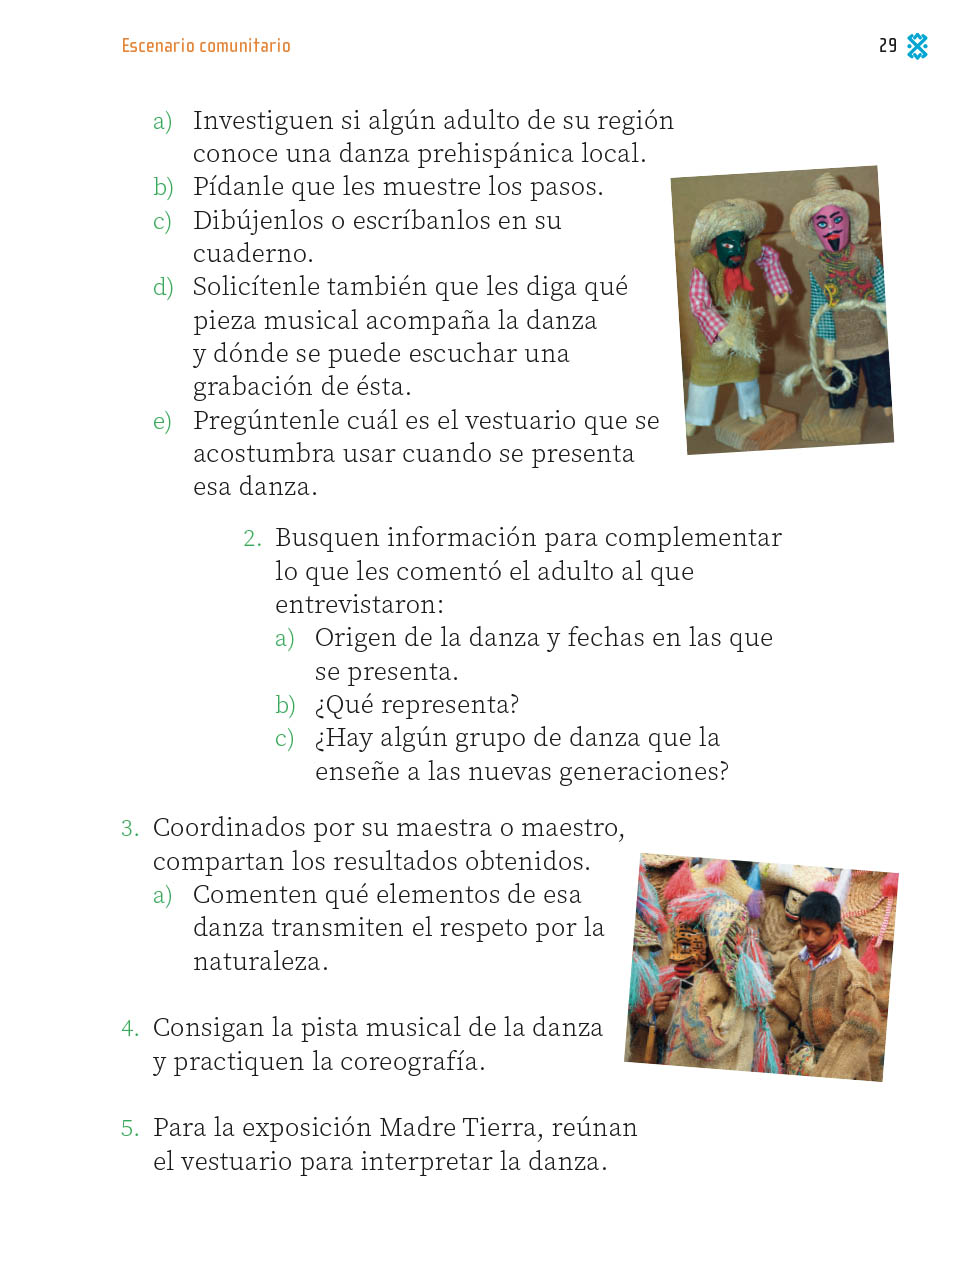 Escenario comunitario
29
a) Investiguen si algún adulto de su región
conoce una danza prehispánica local.
b) Pídanle que les muestre los pasos.
c) Dibújenlos o escríbanlos en su
cuaderno.
d) Solicítenle también que les diga qué
pieza musical acompaña la danza
y dónde se puede escuchar una
grabación de ésta.
e) Pregúntenle cuál es el vestuario que se
acostumbra usar cuando se presenta
esa danza.
2. Busquen información para complementar
lo que les comentó el adulto al que
entrevistaron:
a) Origen de la danza y fechas en las que
se presenta.
b) ¿Qué representa?
c) ¿Hay algún grupo de danza que la
enseñe a las nuevas generaciones?
3. Coordinados por su maestra o maestro,
compartan los resultados obtenidos.
a) Comenten qué elementos de esa
danza transmiten el respeto por la
naturaleza.
4. Consigan la pista musical de la danza
y practiquen la coreografía.
5. Para la exposición Madre Tierra, reúnan
el vestuario para interpretar la danza.